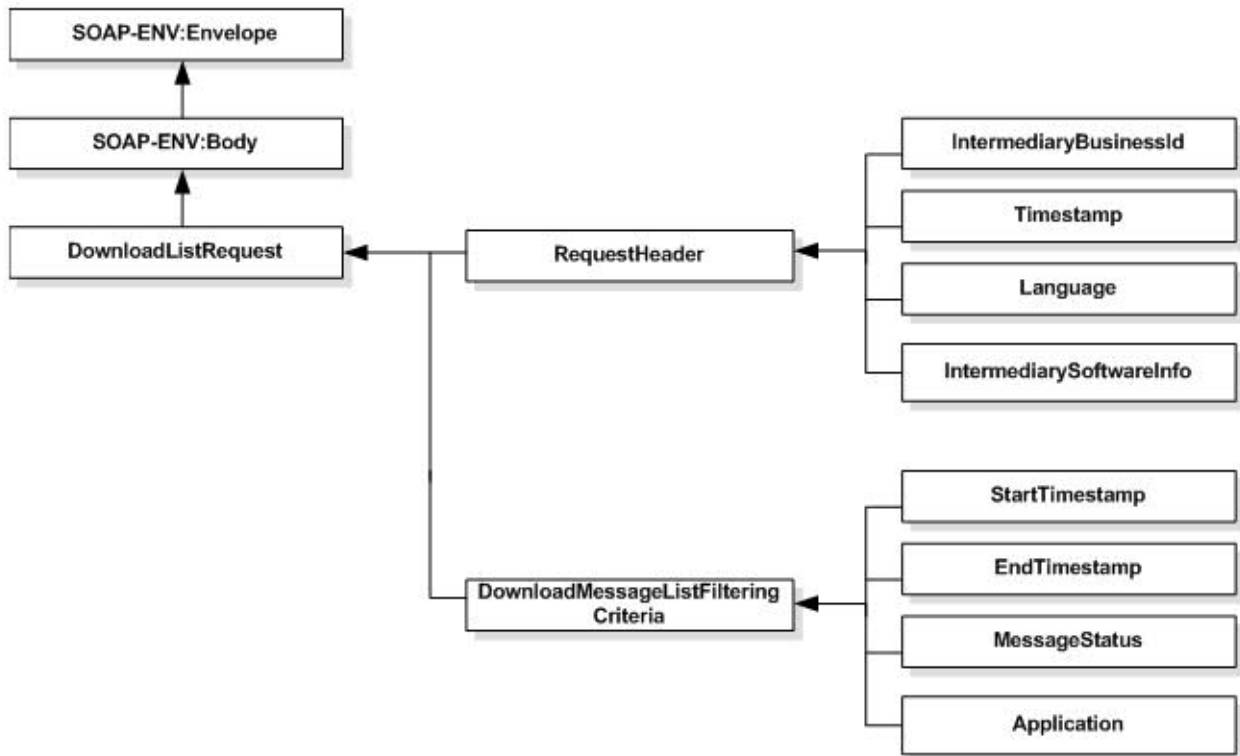 SOAP-ENV:Envelope
SOAP-ENV:Body
DownloadListRequest
RequestHeader
IntermediaryBusinessId
Timestamp
Language
IntermediarySoftwareInfo
DownloadMessageListFiltering
Criteria
StartTimestamp
EndTimestamp
MessageStatus
Application